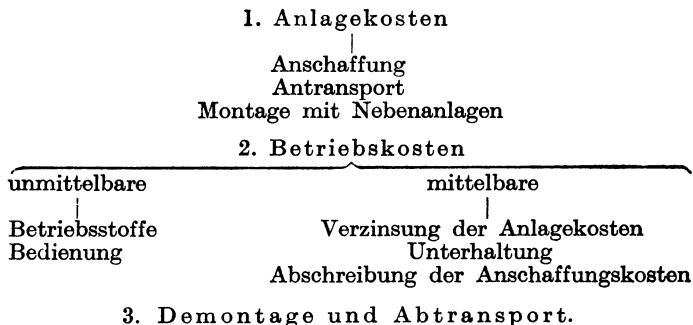 1. Anlagekosten
Anschaffung
Antransport
Montage mit Nebenanlagen
2. Betriebskosten
unmittelbare
Betriebsstoffe
Bedienung
mittelbare
Verzinsung der Anlagekosten
Unterhaltung
Abschreibung der Anschaffungskosten
3. Demontage und Abtransport.